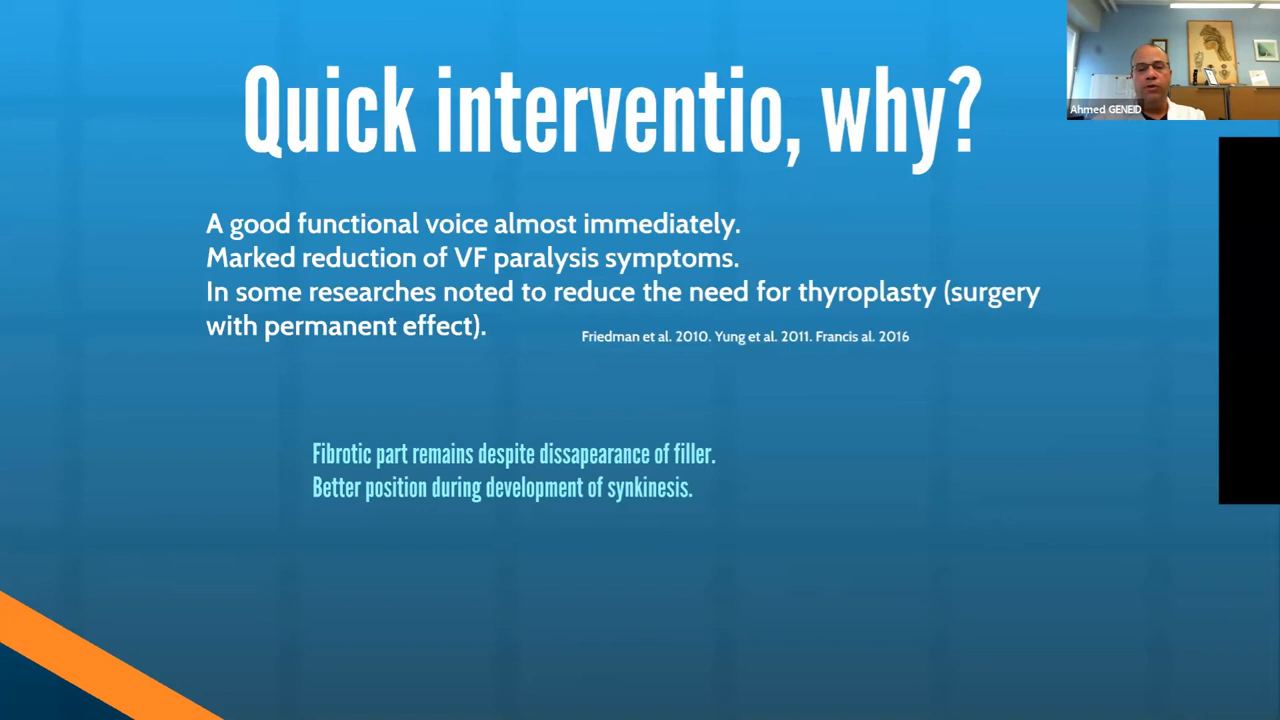 Quick interventio, why?
Ahmed GENEID
A good functional voice almost immediately.
Marked reduction of VF paralysis symptoms.
In some researches noted to reduce the need for thyroplasty (surgery
with permanent effect).
Friedman et al. 2010. Yung et al. 2011. Francis al. 2016
Fibrotic part remains despite dissapearance of filler.
Better position during development of synkinesis.